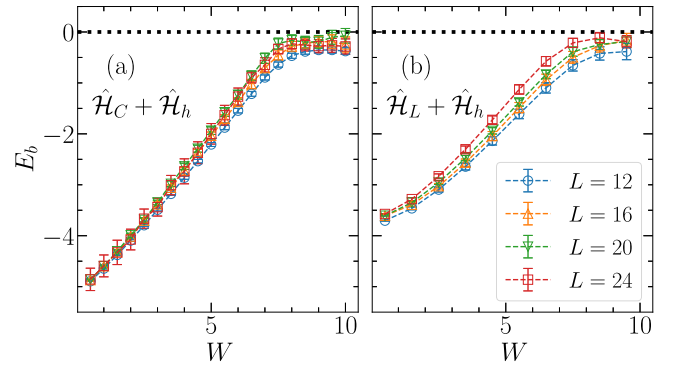 0
−2
−4
E_b
(a)
ℋ̂_C + ℋ̂_h
5
10
W
(b)
ℋ̂_L + ℋ̂_h
L = 12
L = 16
L = 20
L = 24
5
10
W